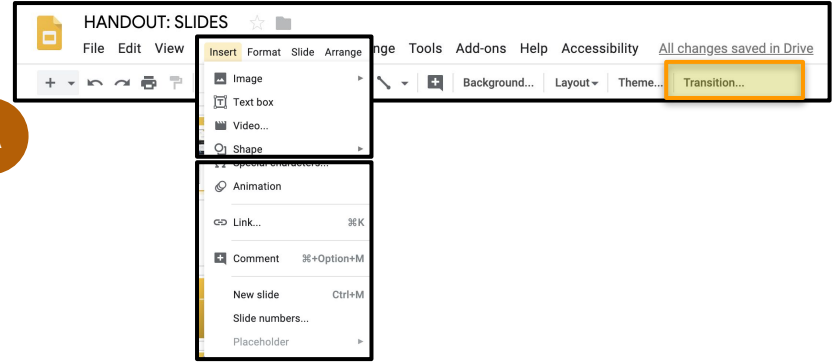 HANDOUT: SLIDES
File Edit View
Insert Format Slide Arrange
nge Tools Add-ons Help Accessibility All changes saved in Drive
Background... Layout Theme... Transition...
Image
Text box
Video...
Shape
Special characters...
Animation
Link... ⌘K
Comment ⌘+Option+M
New slide Ctrl+M
Slide numbers...
Placeholder